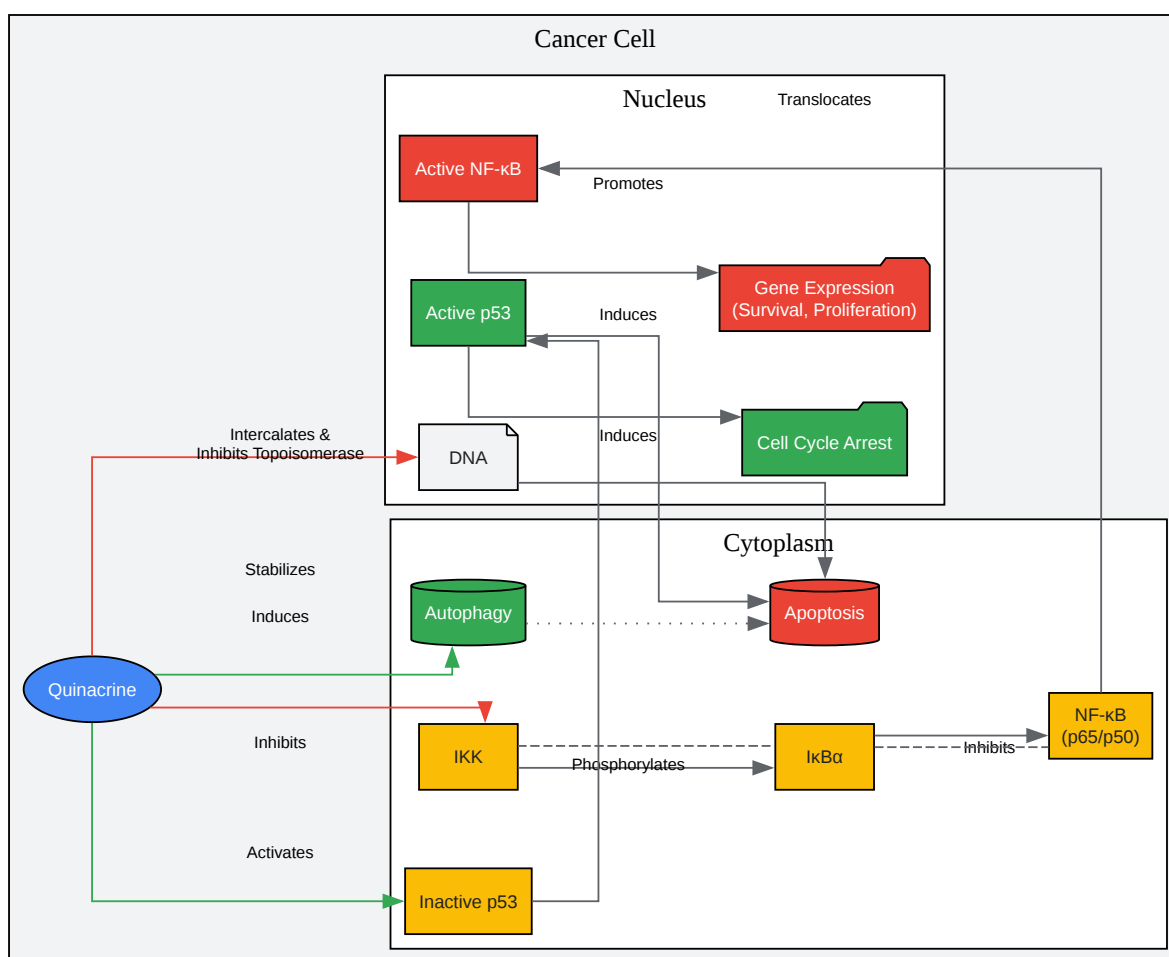 Cancer Cell
Nucleus
Translocates
Active NF-κB
Promotes
Gene Expression
(Survival, Proliferation)
Active p53
Induces
Intercalates &
Inhibits Topoisomerase
DNA
Induces
Cell Cycle Arrest
Cytoplasm
Stabilizes
Induces
Autophagy
Apoptosis
Quinacrine
Inhibits
IKK
Phosphorylates
IκBα
Inhibits
NF-κB
(p65/p50)
Activates
Inactive p53